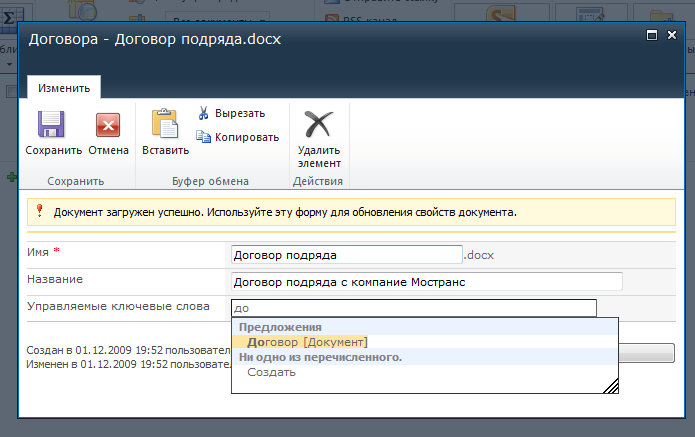 Договора - Договор подряда.docx
Изменить
Сохранить
Отмена
Вставить
Вырезать
Копировать
Удалить
элемент
Сохранить
Буфер обмена
Действия
Документ загружен успешно. Используйте эту форму для обновления свойств документа.
Имя *
Договор подряда
.docx
Название
Договор подряда с компание Мостранс
Управляемые ключевые слова
до
Предложения
Договор [Документ]
Ни одно из перечисленного.
Создать
Создан в 01.12.2009 19:52 пользовател
Изменен в 01.12.2009 19:52 пользовате